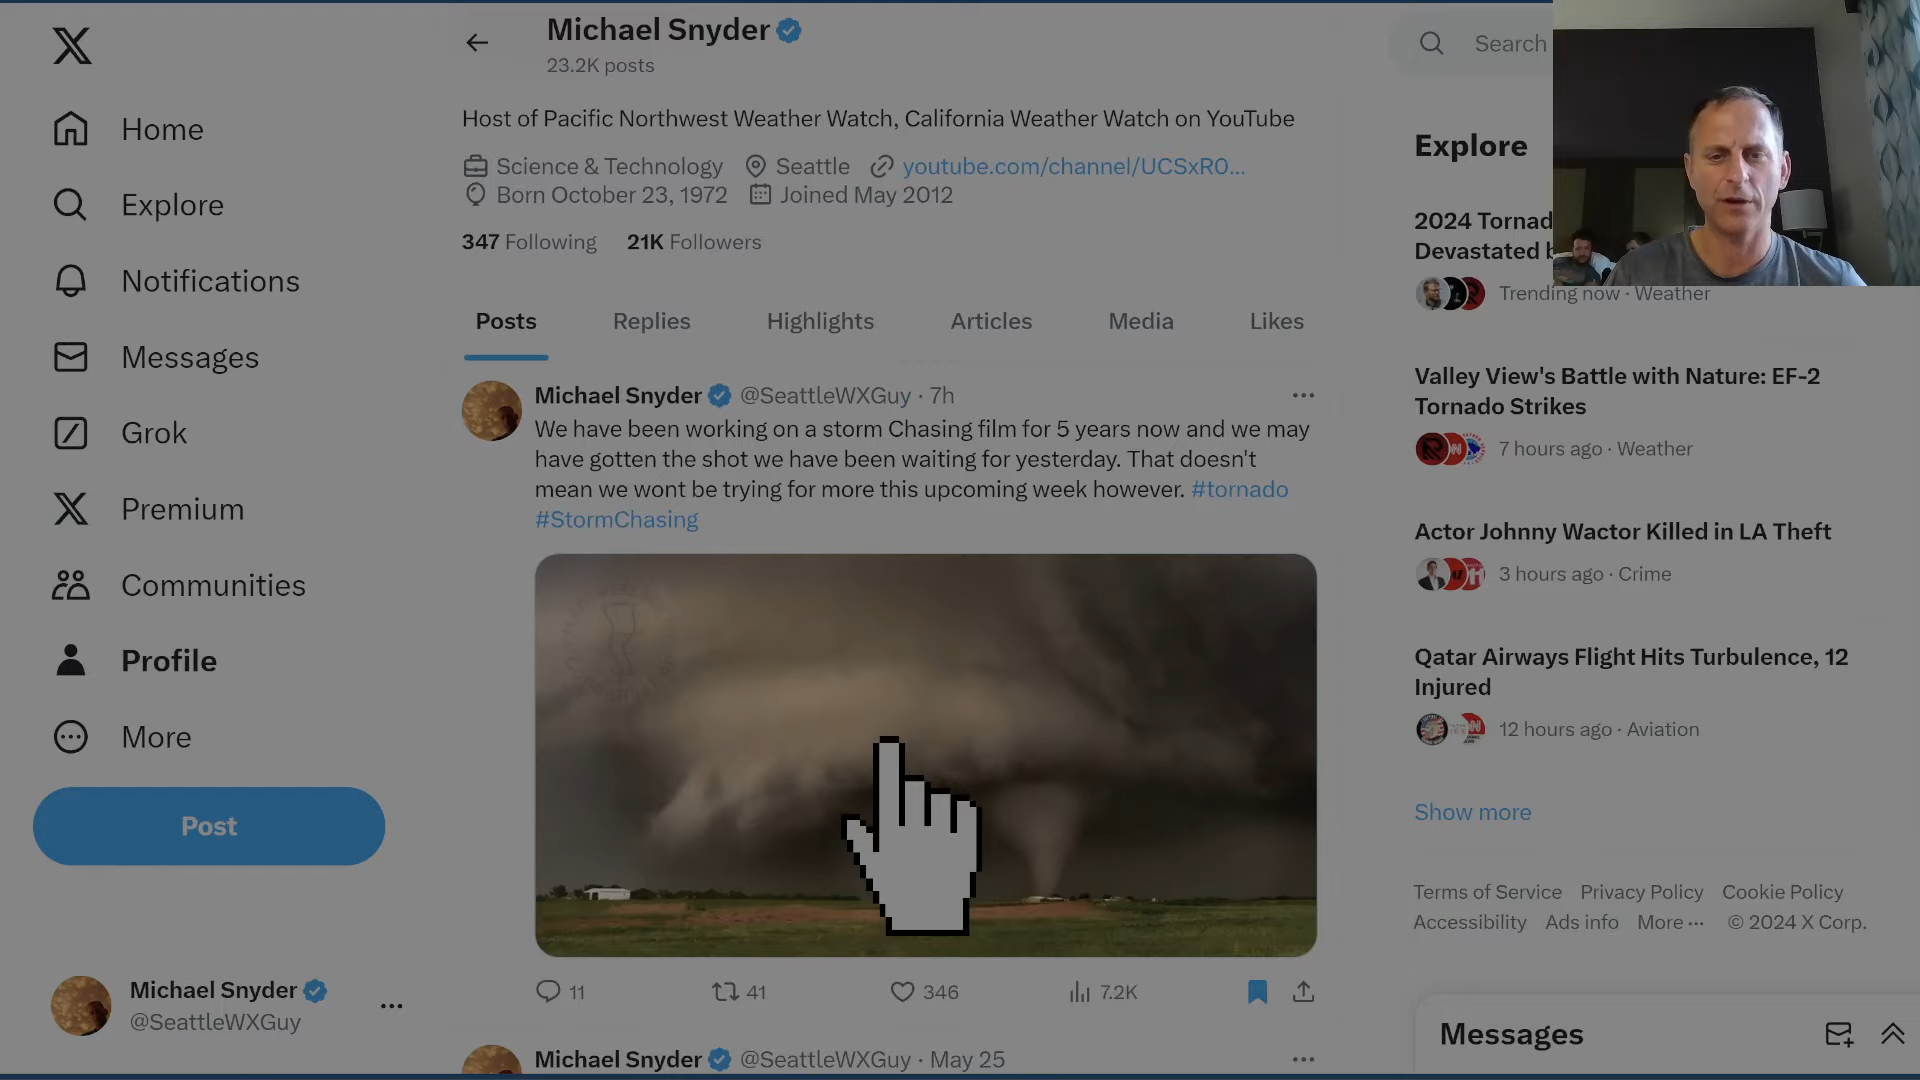 Michael Snyder
23.2K posts
Search
Home
Explore
Notifications
Messages
Grok
Premium
Communities
Profile
More
Post
Michael Snyder
@SeattleWXGuy
Host of Pacific Northwest Weather Watch, California Weather Watch on YouTube
Science & Technology Seattle youtube.com/channel/UCSxR0...
Born October 23, 1972 Joined May 2012
347 Following 21K Followers
Posts Replies Highlights Articles Media Likes
Michael Snyder @SeattleWXGuy · 7h
We have been working on a storm Chasing film for 5 years now and we may
have gotten the shot we have been waiting for yesterday. That doesn't
mean we wont be trying for more this upcoming week however. #tornado
#StormChasing
11 41 346 7.2K
Michael Snyder @SeattleWXGuy · May 25
Explore
2024
Devastated
Trending now · Weather
Valley View's Battle with Nature: EF-2
Tornado Strikes
7 hours ago · Weather
Actor Johnny Wactor Killed in LA Theft
3 hours ago · Crime
Qatar Airways Flight Hits Turbulence, 12
Injured
12 hours ago · Aviation
Show more
Terms of Service Privacy Policy Cookie Policy
Accessibility Ads info More ··· © 2024 X Corp.
Messages